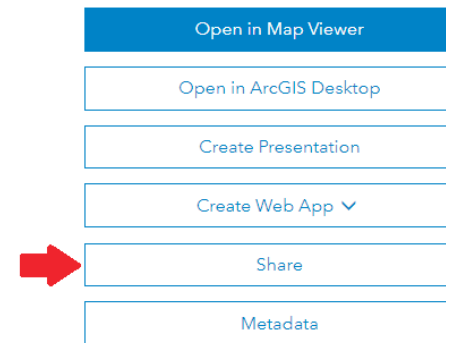 Open in Map Viewer
Open in ArcGIS Desktop
Create Presentation
Create Web App
Share
Metadata